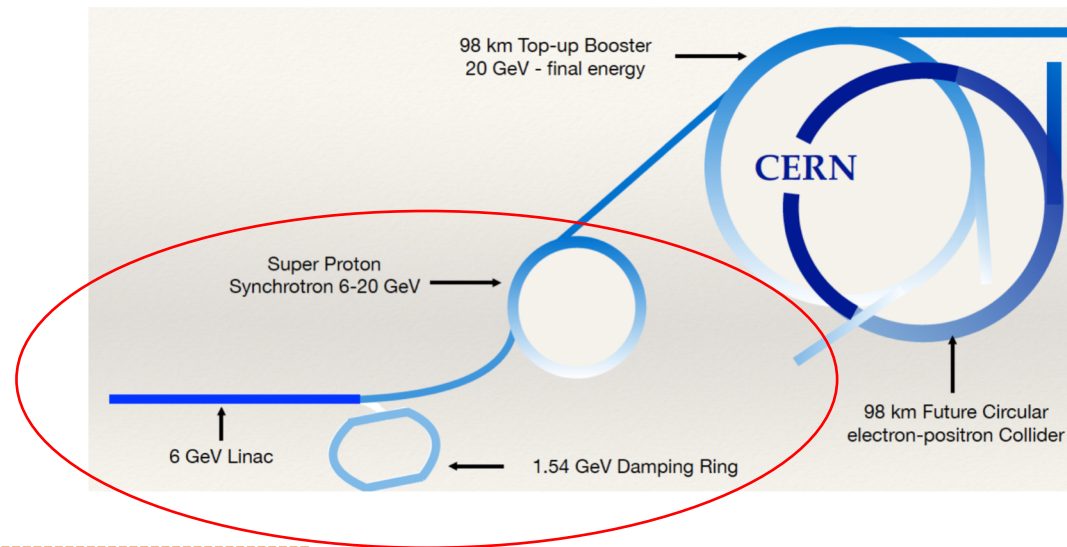 98 km Top-up Booster
20 GeV - final energy
CERN
Super Proton
Synchrotron 6-20 GeV
98 km Future Circular
electron-positron Collider
6 GeV Linac
1.54 GeV Damping Ring